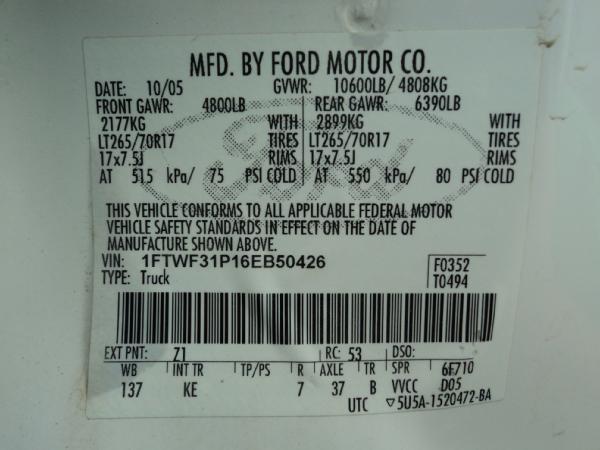 MFD. BY FORD MOTOR CO.
DATE: 10/05 GVWR: 10600LB/ 4808KG
FRONT GAWR: 4800LB REAR GAWR: 6390LB
2177KG WITH 2899KG WITH
LT265/70R17 TIRES LT265/70R17 TIRES
17x7.5J RIMS 17x7.5J RIMS
AT 515 kPa/ 75 PSI COLD AT 550 kPa/ 80 PSI COLD
Ford
THIS VEHICLE CONFORMS TO ALL APPLICABLE FEDERAL MOTOR
VEHICLE SAFETY STANDARDS IN EFFECT ON THE DATE OF
MANUFACTURE SHOWN ABOVE.
VIN: 1FTWF31P16EB50426 F0352
TYPE: Truck T0494
EXT PNT: Z1 RC: 53 DSO:
WB INT TR TP/PS R AXLE TR SPR 6F710
137 KE 7 37 B VVCC D05
UTC ▽5U5A-1520472-BA